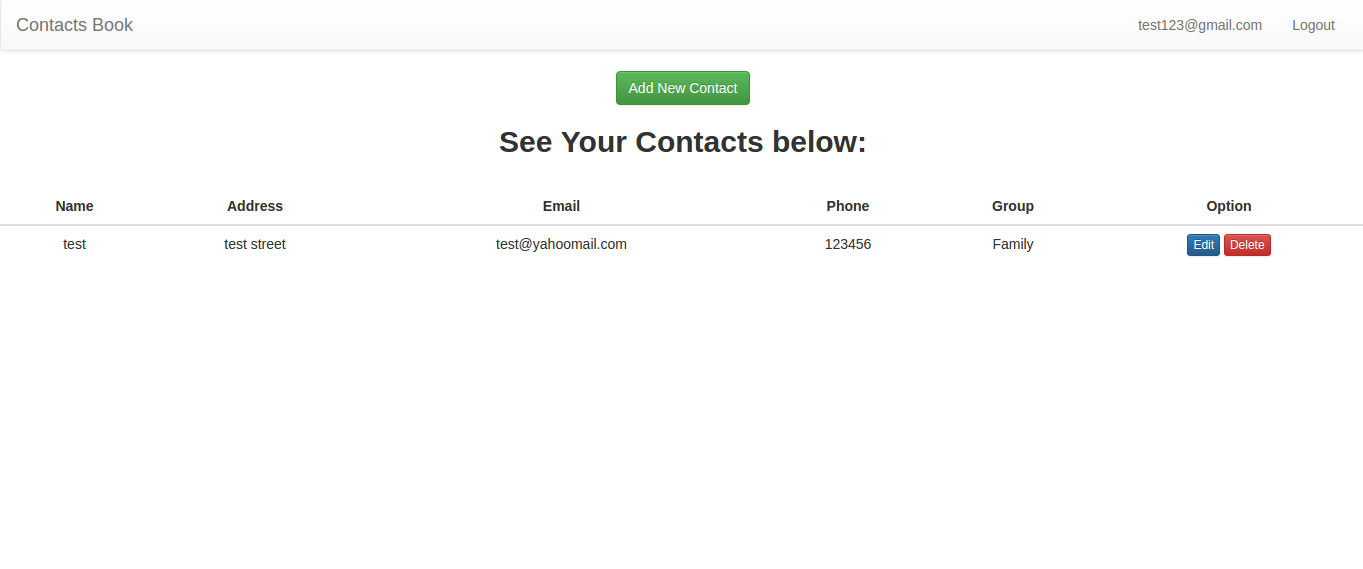 Contacts Book test123@gmail.com Logout
Add New Contact
See Your Contacts below:
Name Address Email Phone Group Option
test test street test@yahoomail.com 123456 Family Edit Delete